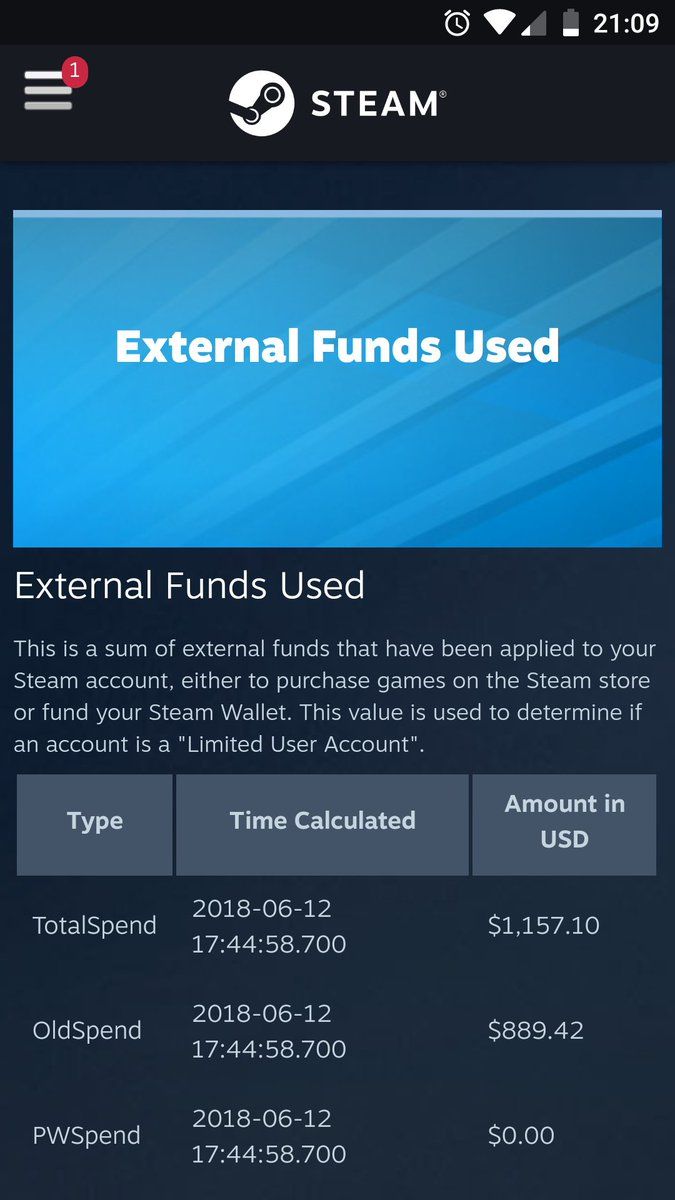 21:09
1
STEAM®
External Funds Used
External Funds Used
This is a sum of external funds that have been applied to your
Steam account, either to purchase games on the Steam store
or fund your Steam Wallet. This value is used to determine if
an account is a "Limited User Account".
Type Time Calculated Amount in
USD
TotalSpend 2018-06-12
17:44:58.700 $1,157.10
OldSpend 2018-06-12
17:44:58.700 $889.42
PWSpend 2018-06-12
17:44:58.700 $0.00